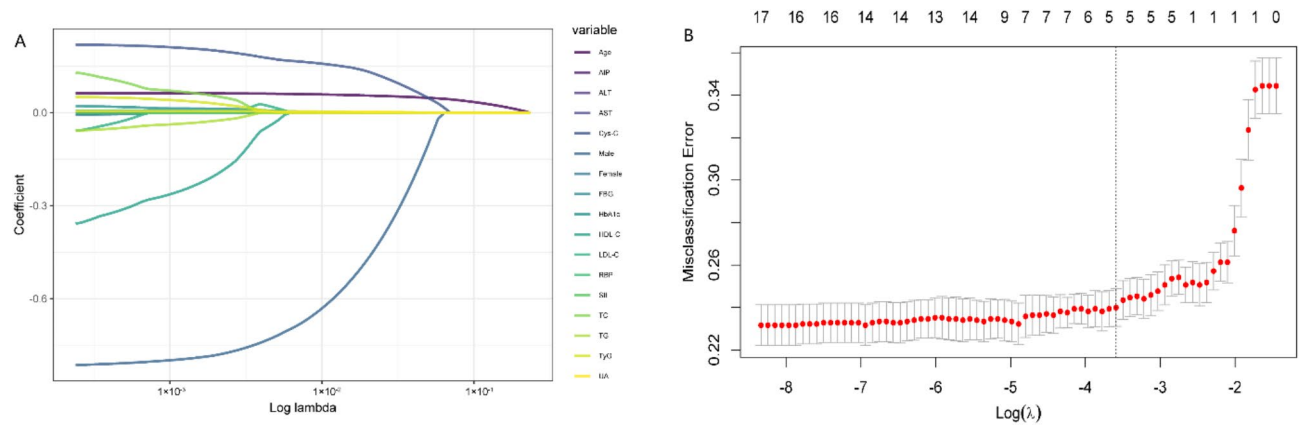 A
variable
Age
AIP
ALT
AST
Cys-C
Male
Female
FBG
HbA1c
HDL-C
LDL-C
RBP
SII
TC
TG
TyG
UA
0.0
-0.3
-0.6
Coefficient
1×10⁻³
1×10⁻²
1×10⁻¹
Log lambda
B
17 16 16 14 14 13 14 9 7 7 7 6 5 5 5 5 1 1 1 1 0
0.34
0.30
0.26
0.22
Misclassification Error
-8 -7 -6 -5 -4 -3 -2
Log(λ)